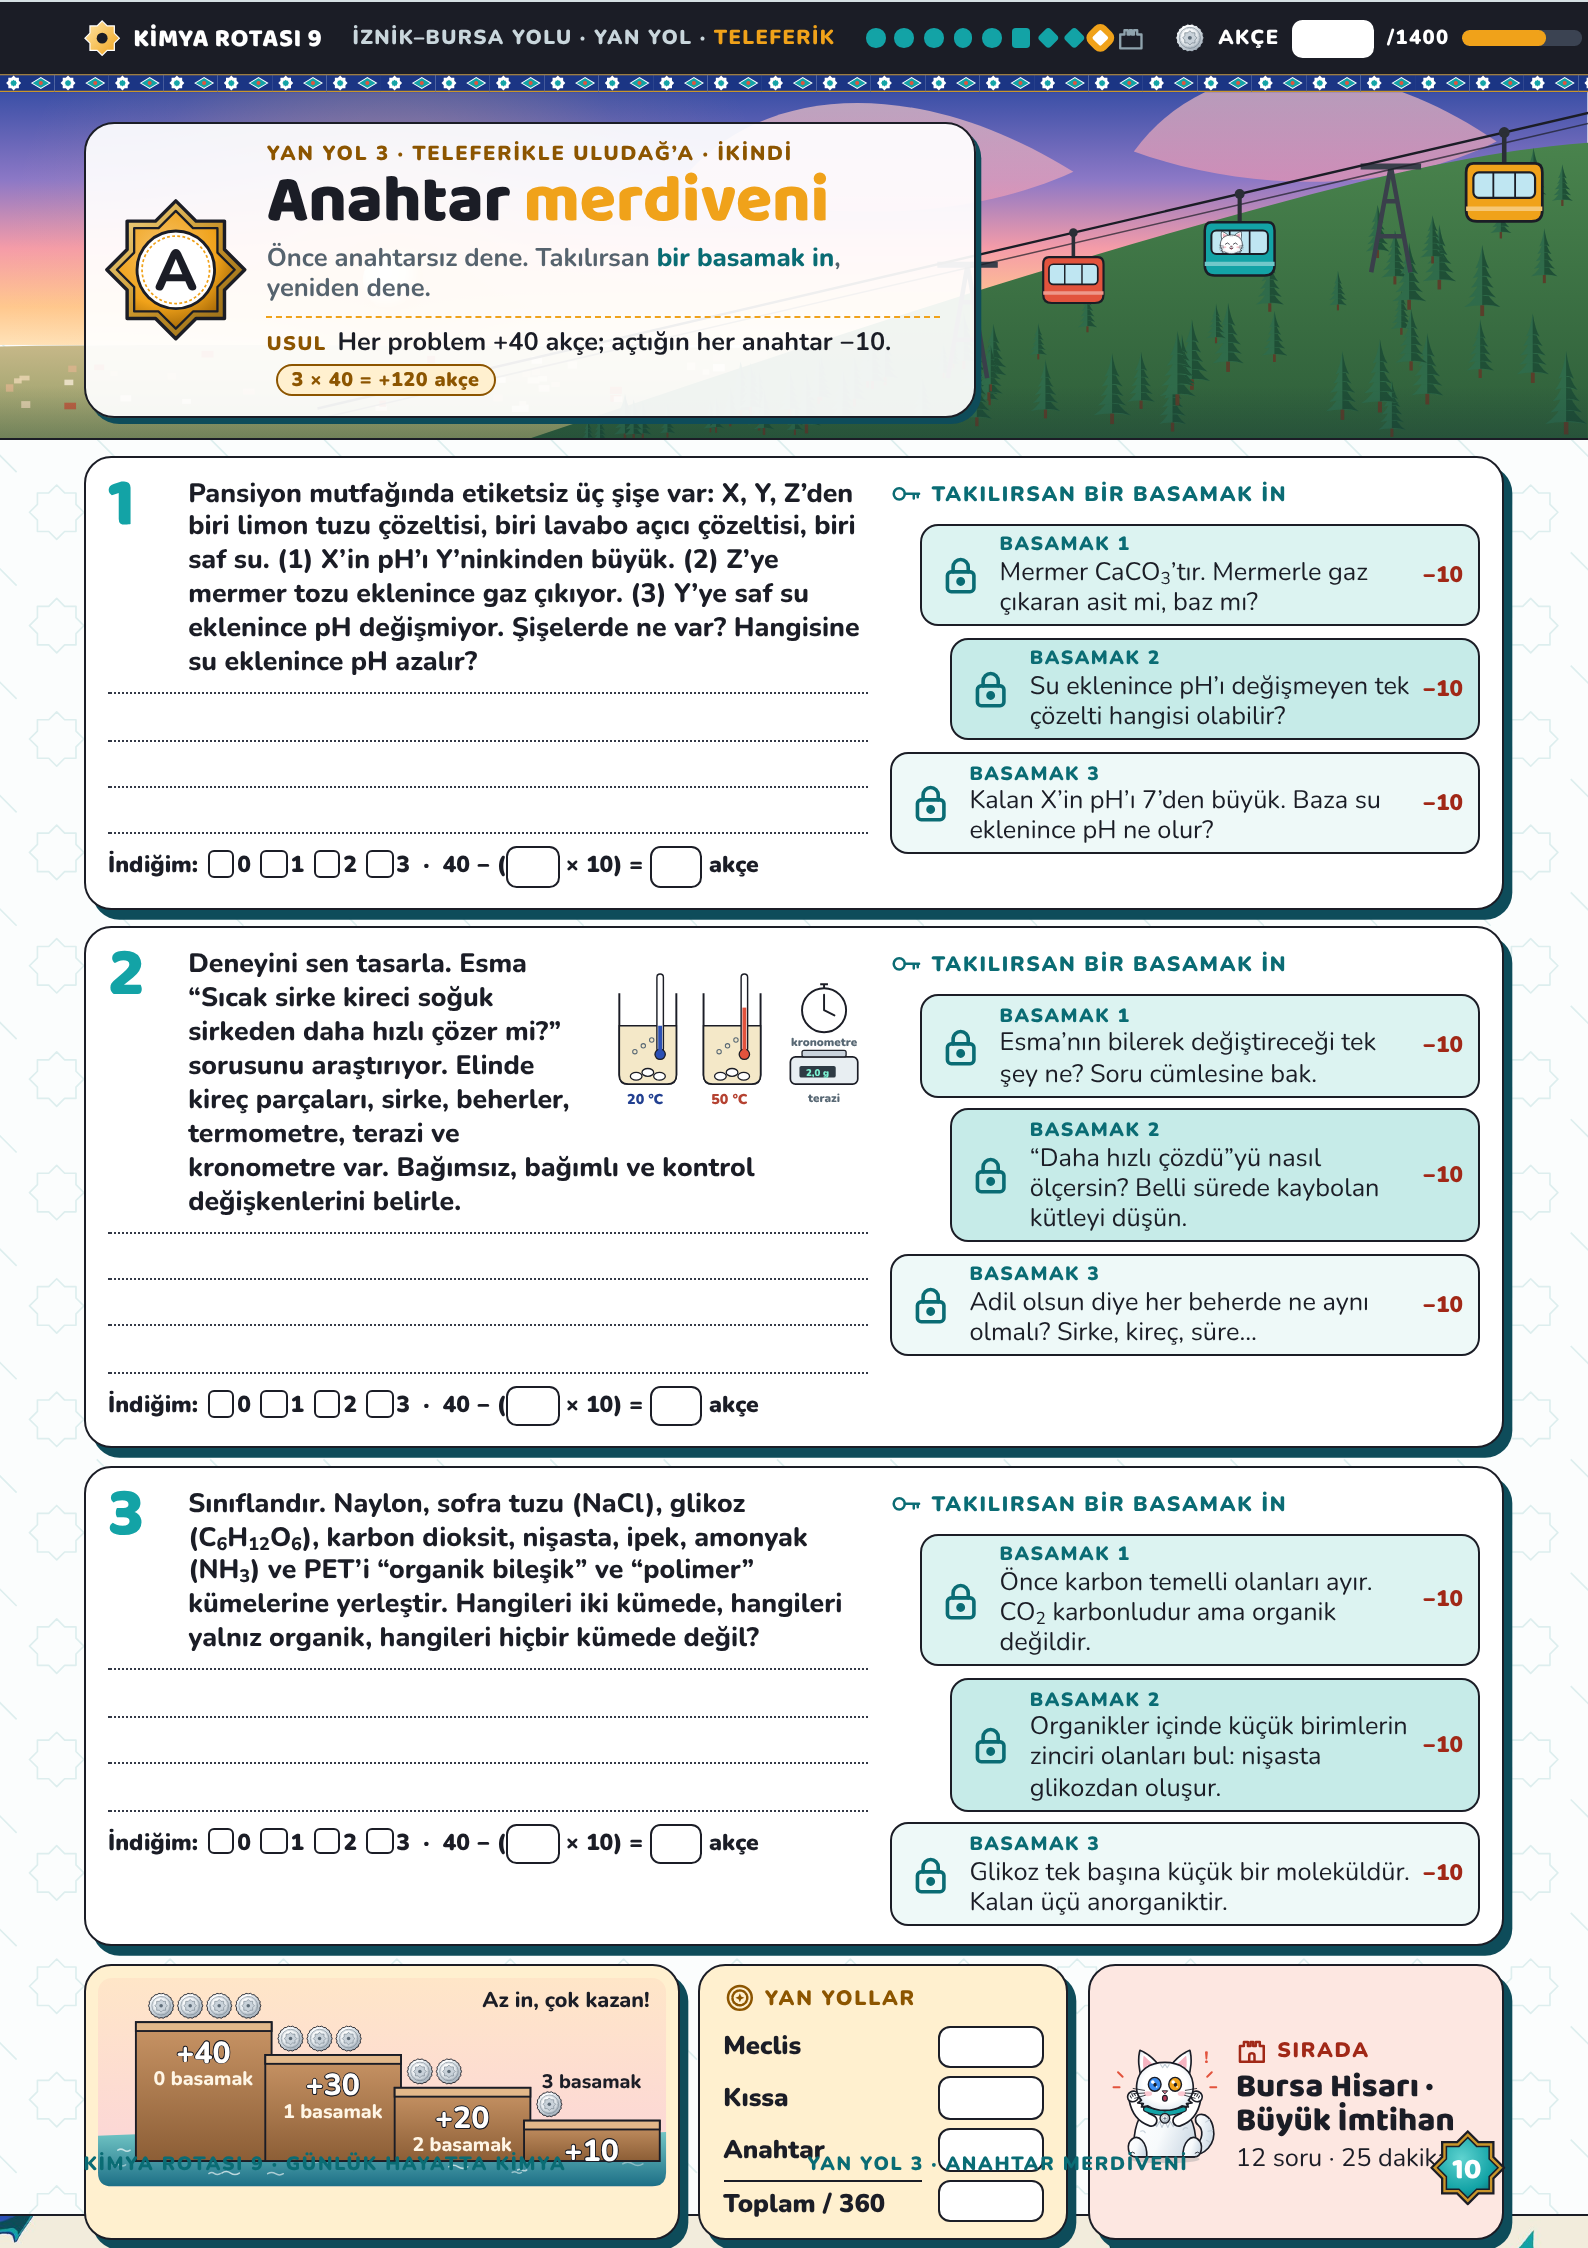 KİMYA ROTASI 9 İZNİK–BURSA YOLU · YAN YOL · TELEFERİK AKÇE /1400
YAN YOL 3 · TELEFERİKLE ULUDAĞ’A · İKİNDİ
Anahtar merdiveni
A
Önce anahtarsız dene. Takılırsan bir basamak in,
yeniden dene.
USUL Her problem +40 akçe; açtığın her anahtar −10.
3 × 40 = +120 akçe
1
Pansiyon mutfağında etiketsiz üç şişe var: X, Y, Z’den
biri limon tuzu çözeltisi, biri lavabo açıcı çözeltisi, biri
saf su. (1) X’in pH’ı Y’ninkinden büyük. (2) Z’ye
mermer tozu eklenince gaz çıkıyor. (3) Y’ye saf su
eklenince pH değişmiyor. Şişelerde ne var? Hangisine
su eklenince pH azalır?
İndiğim: 0 1 2 3 · 40 − ( × 10) = akçe
TAKILIRSAN BİR BASAMAK İN
BASAMAK 1
Mermer CaCO₃’tır. Mermerle gaz
çıkaran asit mi, baz mı?
−10
BASAMAK 2
Su eklenince pH’ı değişmeyen tek
çözelti hangisi olabilir?
−10
BASAMAK 3
Kalan X’in pH’ı 7’den büyük. Baza su
eklenince pH ne olur?
−10
2
Deneyini sen tasarla. Esma
“Sıcak sirke kireci soğuk
sirkeden daha hızlı çözer mi?”
sorusunu araştırıyor. Elinde
kireç parçaları, sirke, beherler,
termometre, terazi ve
kronometre var. Bağımsız, bağımlı ve kontrol
değişkenlerini belirle.
20 °C
50 °C
kronometre
2,0 g
terazi
İndiğim: 0 1 2 3 · 40 − ( × 10) = akçe
TAKILIRSAN BİR BASAMAK İN
BASAMAK 1
Esma’nın bilerek değiştireceği tek
şey ne? Soru cümlesine bak.
−10
BASAMAK 2
“Daha hızlı çözdü”yü nasıl
ölçersin? Belli sürede kaybolan
kütleyi düşün.
−10
BASAMAK 3
Adil olsun diye her beherde ne aynı
olmalı? Sirke, kireç, süre…
−10
3
Sınıflandır. Naylon, sofra tuzu (NaCl), glikoz
(C₆H₁₂O₆), karbon dioksit, nişasta, ipek, amonyak
(NH₃) ve PET’i “organik bileşik” ve “polimer”
kümelerine yerleştir. Hangileri iki kümede, hangileri
yalnız organik, hangileri hiçbir kümede değil?
İndiğim: 0 1 2 3 · 40 − ( × 10) = akçe
TAKILIRSAN BİR BASAMAK İN
BASAMAK 1
Önce karbon temelli olanları ayır.
CO₂ karbonludur ama organik
değildir.
−10
BASAMAK 2
Organikler içinde küçük birimlerin
zinciri olanları bul: nişasta
glikozdan oluşur.
−10
BASAMAK 3
Glikoz tek başına küçük bir moleküldür.
Kalan üçü anorganiktir.
−10
Az in, çok kazan!
+40
0 basamak
+30
1 basamak
+20
2 basamak
3 basamak
+10
YAN YOLLAR
Meclis
Kıssa
Anahtar
Toplam / 360
SIRADA
Bursa Hisarı ·
Büyük İmtihan
12 soru · 25 dakik
KİMYA ROTASI 9 · GÜNLÜK HAYATTA KİMYA
YAN YOL 3 · ANAHTAR MERDİVENİ
10